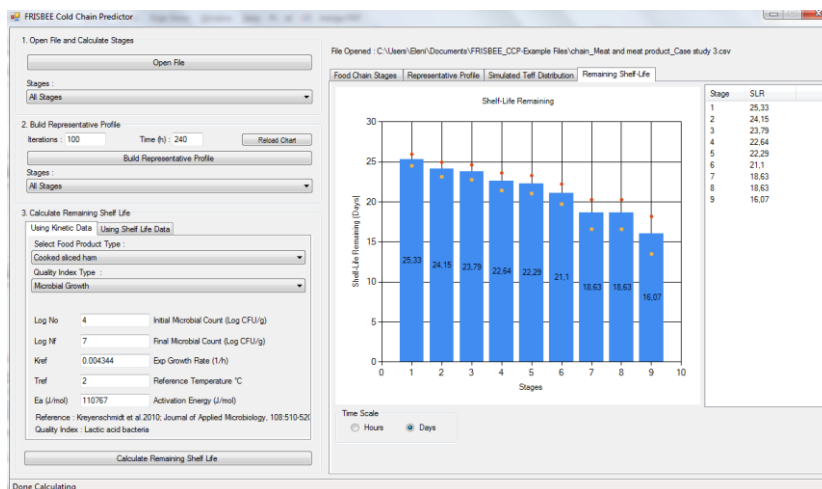 FRISBEE Cold Chain Predictor
1. Open File and Calculate Stages
Open File
Stages :
All Stages
2. Build Representative Profile
Iterations : 100 Time (h) : 240 Reload Chart
Build Representative Profile
Stages :
All Stages
3. Calculate Remaining Shelf Life
Using Kinetic Data Using Shelf Life Data
Select Food Product Type :
Cooked sliced ham
Quality Index Type :
Microbial Growth
Log No 4 Initial Microbial Count (Log CFU/g)
Log Nf 7 Final Microbial Count (Log CFU/g)
Kref 0.004344 Exp Growth Rate (1/h)
Tref 2 Reference Temperature °C
Ea (J/mol) 110767 Activation Energy (J/mol)
Reference : Kreyenschmidt et al.2010; Journal of Applied Microbiology, 108:510-520
Quality Index : Lactic acid bacteria
Calculate Remaining Shelf Life
Done Calculating
File Opened : C:\Users\Eleni\Documents\FRISBEE_CCP-Example Files\chain_Meat and meat product_Case study 3.csv
Food Chain Stages Representative Profile Simulated Teff Distribution Remaining Shelf-Life
Shelf-Life Remaining
Shelf-Life Remaining [Days]
30
25
20
15
10
5
0
25,33 24,15 23,79 22,64 22,29 21,1 18,63 18,63 16,07
0 1 2 3 4 5 6 7 8 9 10
Stages
Time Scale
Hours Days
Stage SLR
1 25,33
2 24,15
3 23,79
4 22,64
5 22,29
6 21,1
7 18,63
8 18,63
9 16,07